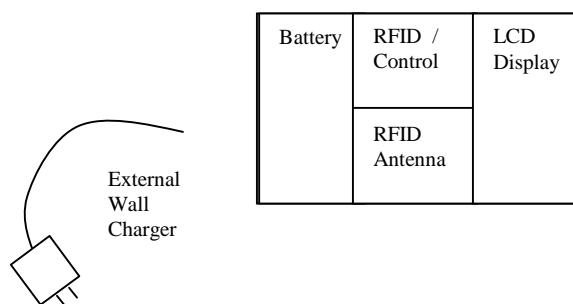 Battery
RFID /
Control
LCD
Display
RFID
Antenna
External
Wall
Charger